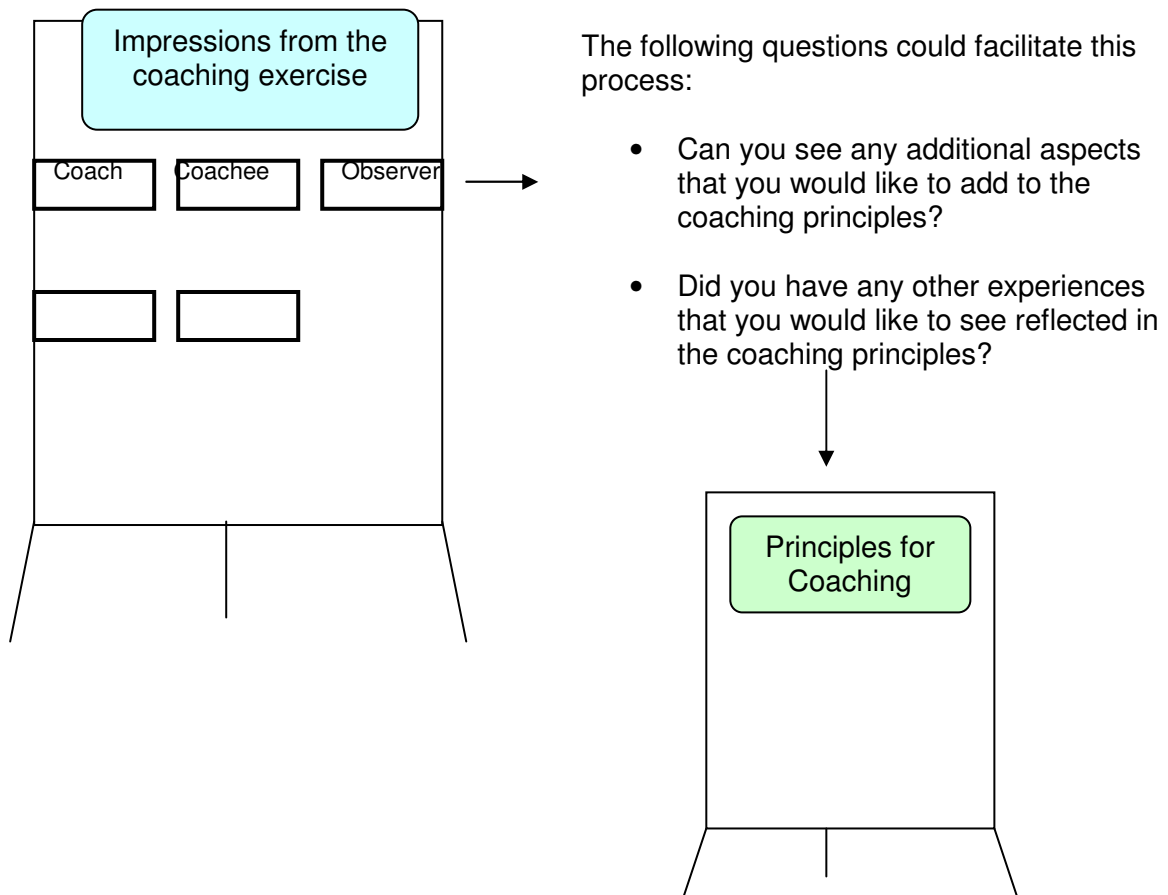 Impressions from the
coaching exercise
Coach
Coachee
Observer
The following questions could facilitate this
process:
• Can you see any additional aspects
that you would like to add to the
coaching principles?
• Did you have any other experiences
that you would like to see reflected in
the coaching principles?
Principles for
Coaching